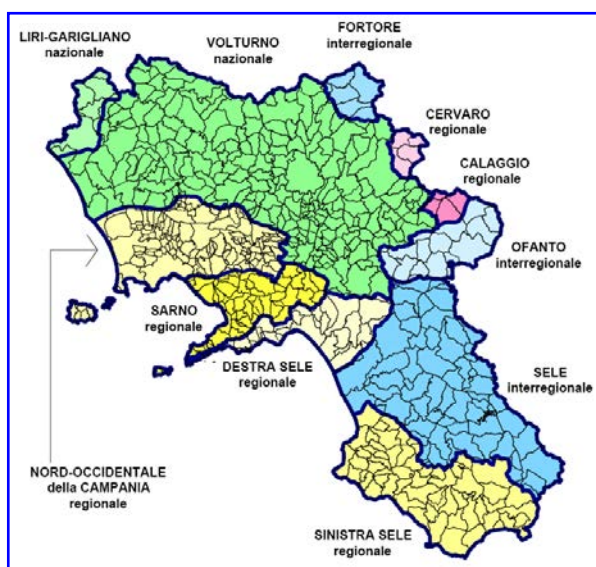 LIRI-GARIGLIANO
nazionale
VOLTURNO
nazionale
FORTORE
interregionale
CERVARO
regionale
CALAGGIO
regionale
OFANTO
interregionale
SARNO
regionale
DESTRA SELE
regionale
SELE
interregionale
NORD-OCCIDENTALE
della CAMPANIA
regionale
SINISTRA SELE
regionale